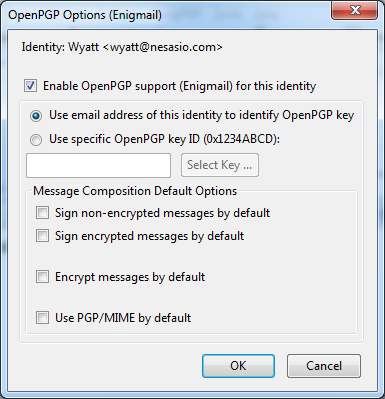 OpenPGP Options (Enigmail)
Identity: Wyatt <wyatt@nesasio.com>
Enable OpenPGP support (Enigmail) for this identity
Use email address of this identity to identify OpenPGP key
Use specific OpenPGP key ID (0x1234ABCD):
Select Key ...
Message Composition Default Options
Sign non-encrypted messages by default
Sign encrypted messages by default
Encrypt messages by default
Use PGP/MIME by default
OK Cancel